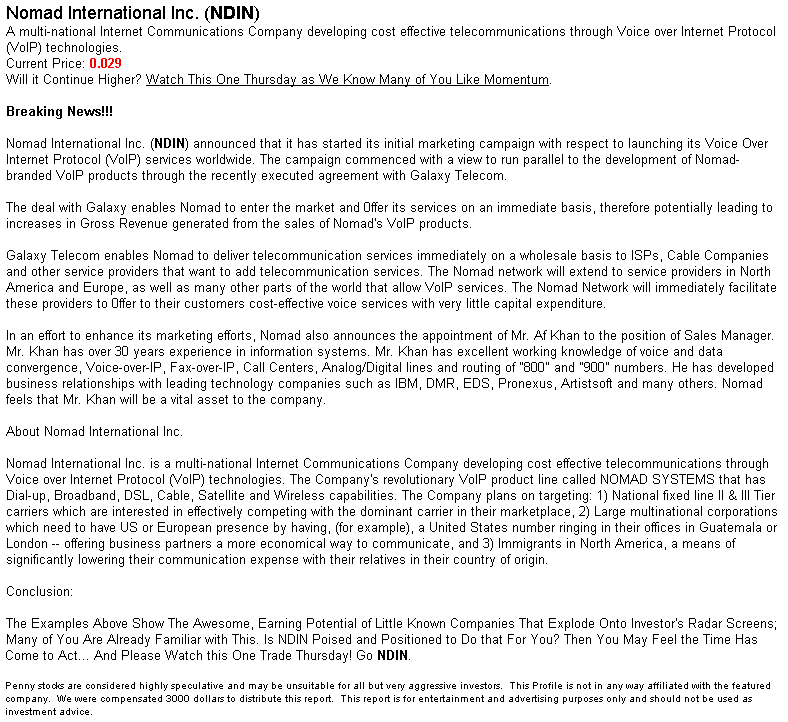 Nomad International Inc. (NDIN)
A multi-national Internet Communications Company developing cost effective telecommunications through Voice over Internet Protocol
(VoIP) technologies.
Current Price: 0.029
Will it Continue Higher? Watch This One Thursday as We Know Many of You Like Momentum.
Breaking News!!!
Nomad International Inc. (NDIN) announced that it has started its initial marketing campaign with respect to launching its Voice Over
Internet Protocol (VoIP) services worldwide. The campaign commenced with a view to run parallel to the development of Nomad-
branded VoIP products through the recently executed agreement with Galaxy Telecom.
The deal with Galaxy enables Nomad to enter the market and 0ffer its services on an immediate basis, therefore potentially leading to
increases in Gross Revenue generated from the sales of Nomad's VoIP products.
Galaxy Telecom enables Nomad to deliver telecommunication services immediately on a wholesale basis to ISPs, Cable Companies
and other service providers that want to add telecommunication services. The Nomad network will extend to service providers in North
America and Europe, as well as many other parts of the world that allow VoIP services. The Nomad Network will immediately facilitate
these providers to 0ffer to their customers cost-effective voice services with very little capital expenditure.
In an effort to enhance its marketing efforts, Nomad also announces the appointment of Mr. Af Khan to the position of Sales Manager.
Mr. Khan has over 30 years experience in information systems. Mr. Khan has excellent working knowledge of voice and data
convergence, Voice-over-IP, Fax-over-IP, Call Centers, Analog/Digital lines and routing of "800" and "900" numbers. He has developed
business relationships with leading technology companies such as IBM, DMR, EDS, Pronexus, Artistsoft and many others. Nomad
feels that Mr. Khan will be a vital asset to the company.
About Nomad International Inc.
Nomad International Inc. is a multi-national Internet Communications Company developing cost effective telecommunications through
Voice over Internet Protocol (VoIP) technologies. The Company's revolutionary VoIP product line called NOMAD SYSTEMS that has
Dial-up, Broadband, DSL, Cable, Satellite and Wireless capabilities. The Company plans on targeting: 1) National fixed line II & III Tier
carriers which are interested in effectively competing with the dominant carrier in their marketplace, 2) Large multinational corporations
which need to have US or European presence by having, (for example), a United States number ringing in their offices in Guatemala or
London -- offering business partners a more economical way to communicate, and 3) Immigrants in North America, a means of
significantly lowering their communication expense with their relatives in their country of origin.
Conclusion:
The Examples Above Show The Awesome, Earning Potential of Little Known Companies That Explode Onto Investor's Radar Screens;
Many of You Are Already Familiar with This. Is NDIN Poised and Positioned to Do that For You? Then You May Feel the Time Has
Come to Act... And Please Watch this One Trade Thursday! Go NDIN.
Penny stocks are considered highly speculative and may be unsuitable for all but very aggressive investors. This Profile is not in any way affiliated with the featured
company. We were compensated 3000 dollars to distribute this report. This report is for entertainment and advertising purposes only and should not be used as
investment advice.